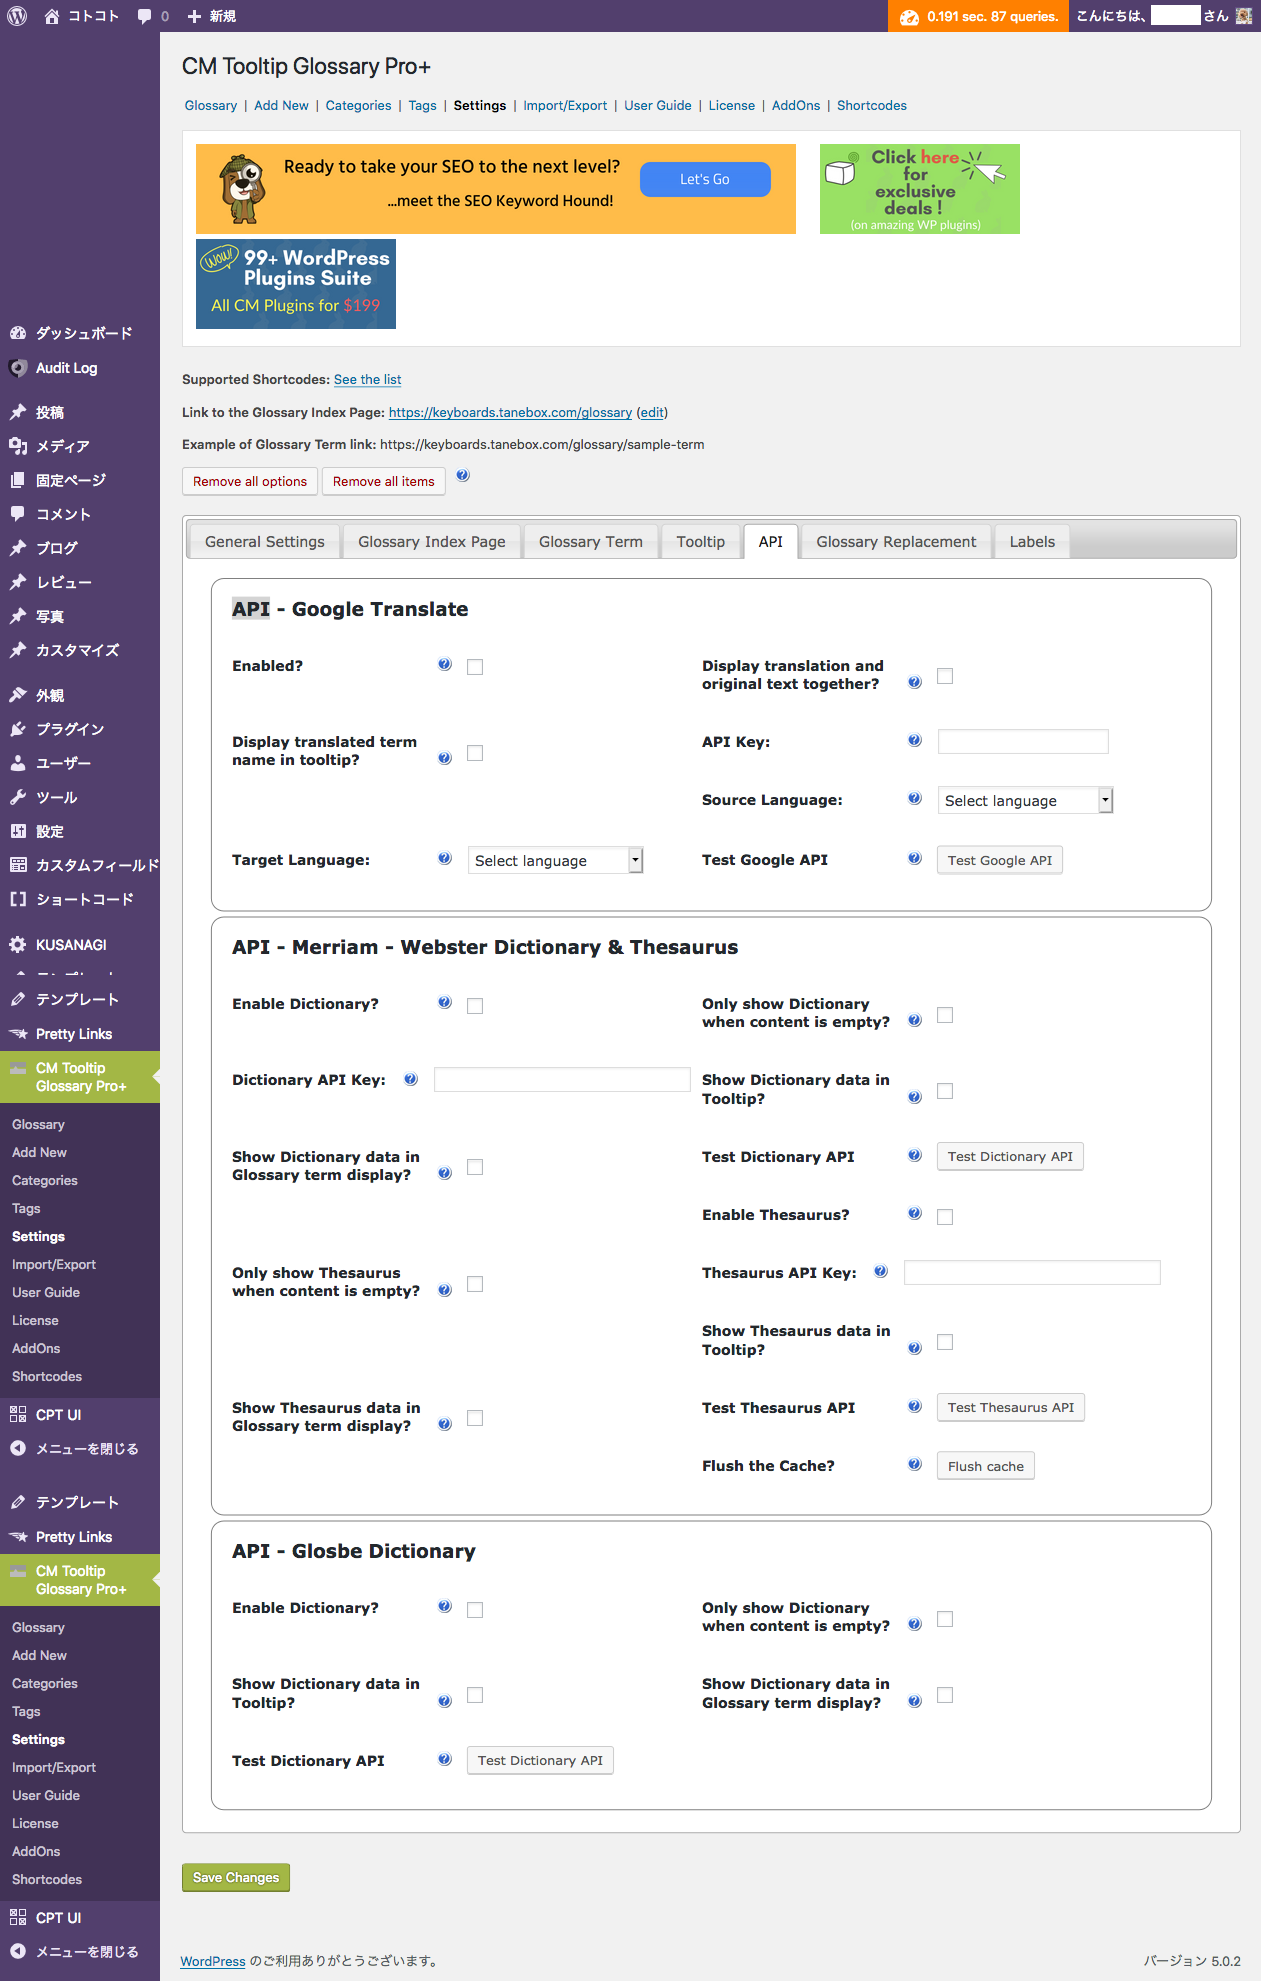 コトコト 0 新規 0.191 sec. 87 queries. こんにちは、 さん
CM Tooltip Glossary Pro+
Glossary | Add New | Categories | Tags | Settings | Import/Export | User Guide | License | AddOns | Shortcodes
Ready to take your SEO to the next level?
...meet the SEO Keyword Hound!
Let's Go
Click here
for
exclusive
deals !
(on amazing WP plugins)
WOW!
99+ WordPress
Plugins Suite
All CM Plugins for $199
Supported Shortcodes: See the list
Link to the Glossary Index Page: https://keyboards.tanebox.com/glossary (edit)
Example of Glossary Term link: https://keyboards.tanebox.com/glossary/sample-term
Remove all options Remove all items
General Settings Glossary Index Page Glossary Term Tooltip API Glossary Replacement Labels
API - Google Translate
Enabled?
Display translation and
original text together?
Display translated term
name in tooltip?
API Key:
Source Language: Select language
Target Language: Select language
Test Google API Test Google API
API - Merriam - Webster Dictionary & Thesaurus
Enable Dictionary?
Only show Dictionary
when content is empty?
Dictionary API Key:
Show Dictionary data in
Tooltip?
Show Dictionary data in
Glossary term display?
Test Dictionary API Test Dictionary API
Enable Thesaurus?
Only show Thesaurus
when content is empty?
Thesaurus API Key:
Show Thesaurus data in
Tooltip?
Show Thesaurus data in
Glossary term display?
Test Thesaurus API Test Thesaurus API
Flush the Cache? Flush cache
API - Glosbe Dictionary
Enable Dictionary?
Only show Dictionary
when content is empty?
Show Dictionary data in
Tooltip?
Show Dictionary data in
Glossary term display?
Test Dictionary API Test Dictionary API
Save Changes
ダッシュボード
Audit Log
投稿
メディア
固定ページ
コメント
ブログ
レビュー
写真
カスタマイズ
外観
プラグイン
ユーザー
ツール
設定
カスタムフィールド
ショートコード
KUSANAGI
テンプレート
Pretty Links
CM Tooltip
Glossary Pro+
Glossary
Add New
Categories
Tags
Settings
Import/Export
User Guide
License
AddOns
Shortcodes
CPT UI
メニューを閉じる
テンプレート
Pretty Links
CM Tooltip
Glossary Pro+
Glossary
Add New
Categories
Tags
Settings
Import/Export
User Guide
License
AddOns
Shortcodes
CPT UI
メニューを閉じる
WordPress のご利用ありがとうございます。
バージョン 5.0.2